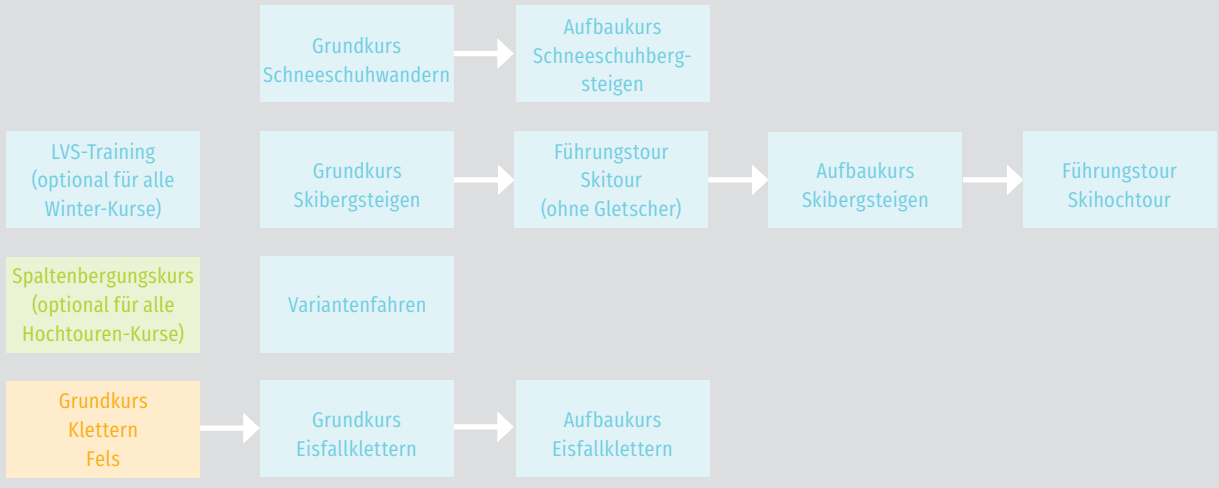 Grundkurs
Schneeschuhwandern
Aufbaukurs
Schneeschuhberg-
steigen
LVS-Training
(optional für alle
Winter-Kurse)
Grundkurs
Skibergsteigen
Führungstour
Skitour
(ohne Gletscher)
Aufbaukurs
Skibergsteigen
Führungstour
Skihochtour
Spaltenbergungskurs
(optional für alle
Hochtouren-Kurse)
Variantenfahren
Grundkurs
Klettern
Fels
Grundkurs
Eisfallklettern
Aufbaukurs
Eisfallklettern